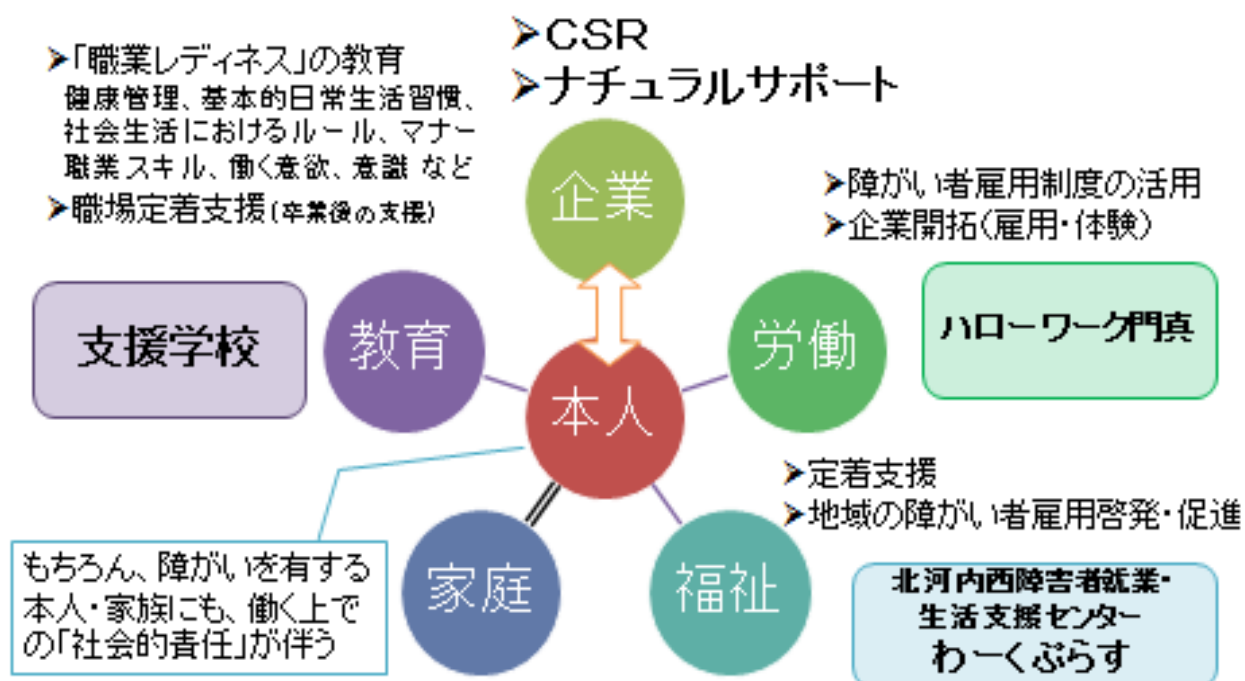 ➢「職業レディネス」の教育
健康管理、基本的日常生活習慣、
社会生活におけるルール、マナー
職業スキル、働く意欲、意識 など
➢職場定着支援(卒業後の支援)
➢CSR
➢ナチュラルサポート
企業
➢障がい者雇用制度の活用
➢企業開拓(雇用・体験)
支援学校
教育
労働
ハローワーク門真
本人
➢定着支援
➢地域の障がい者雇用啓発・促進
もちろん、障がいを有する
本人・家族にも、働く上で
の「社会的責任」が伴う
家庭
福祉
北河内西障害者就業・
生活支援センター
わーくぷらす